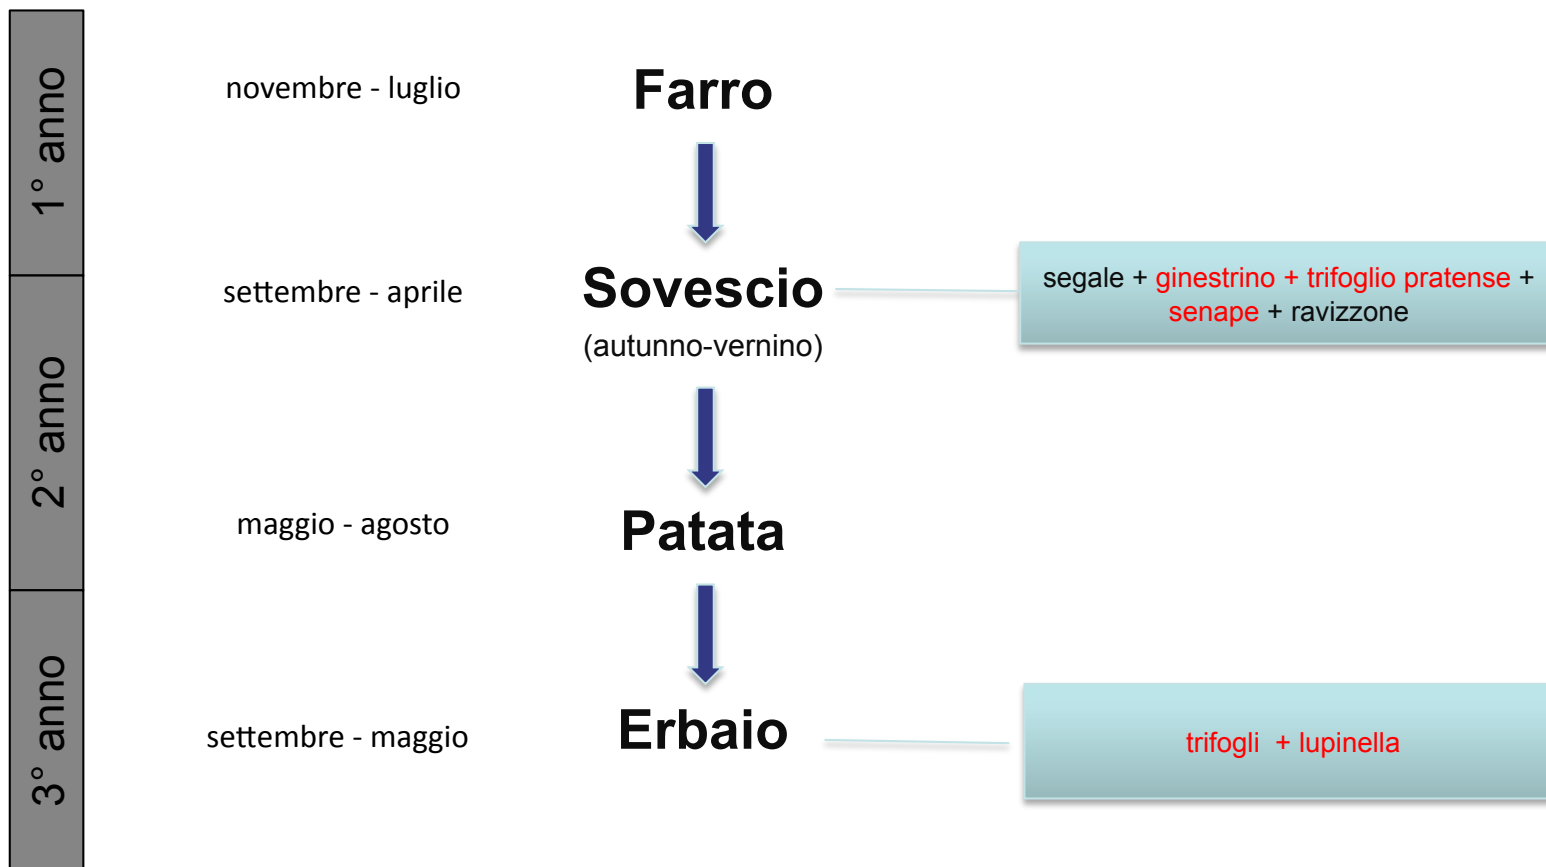 1° anno
novembre - luglio
Farro
settembre - aprile
Sovescio
(autunno-vernino)
segale + ginestrino + trifoglio pratense +
senape + ravizzone
2° anno
maggio - agosto
Patata
3° anno
settembre - maggio
Erbaio
trifogli + lupinella